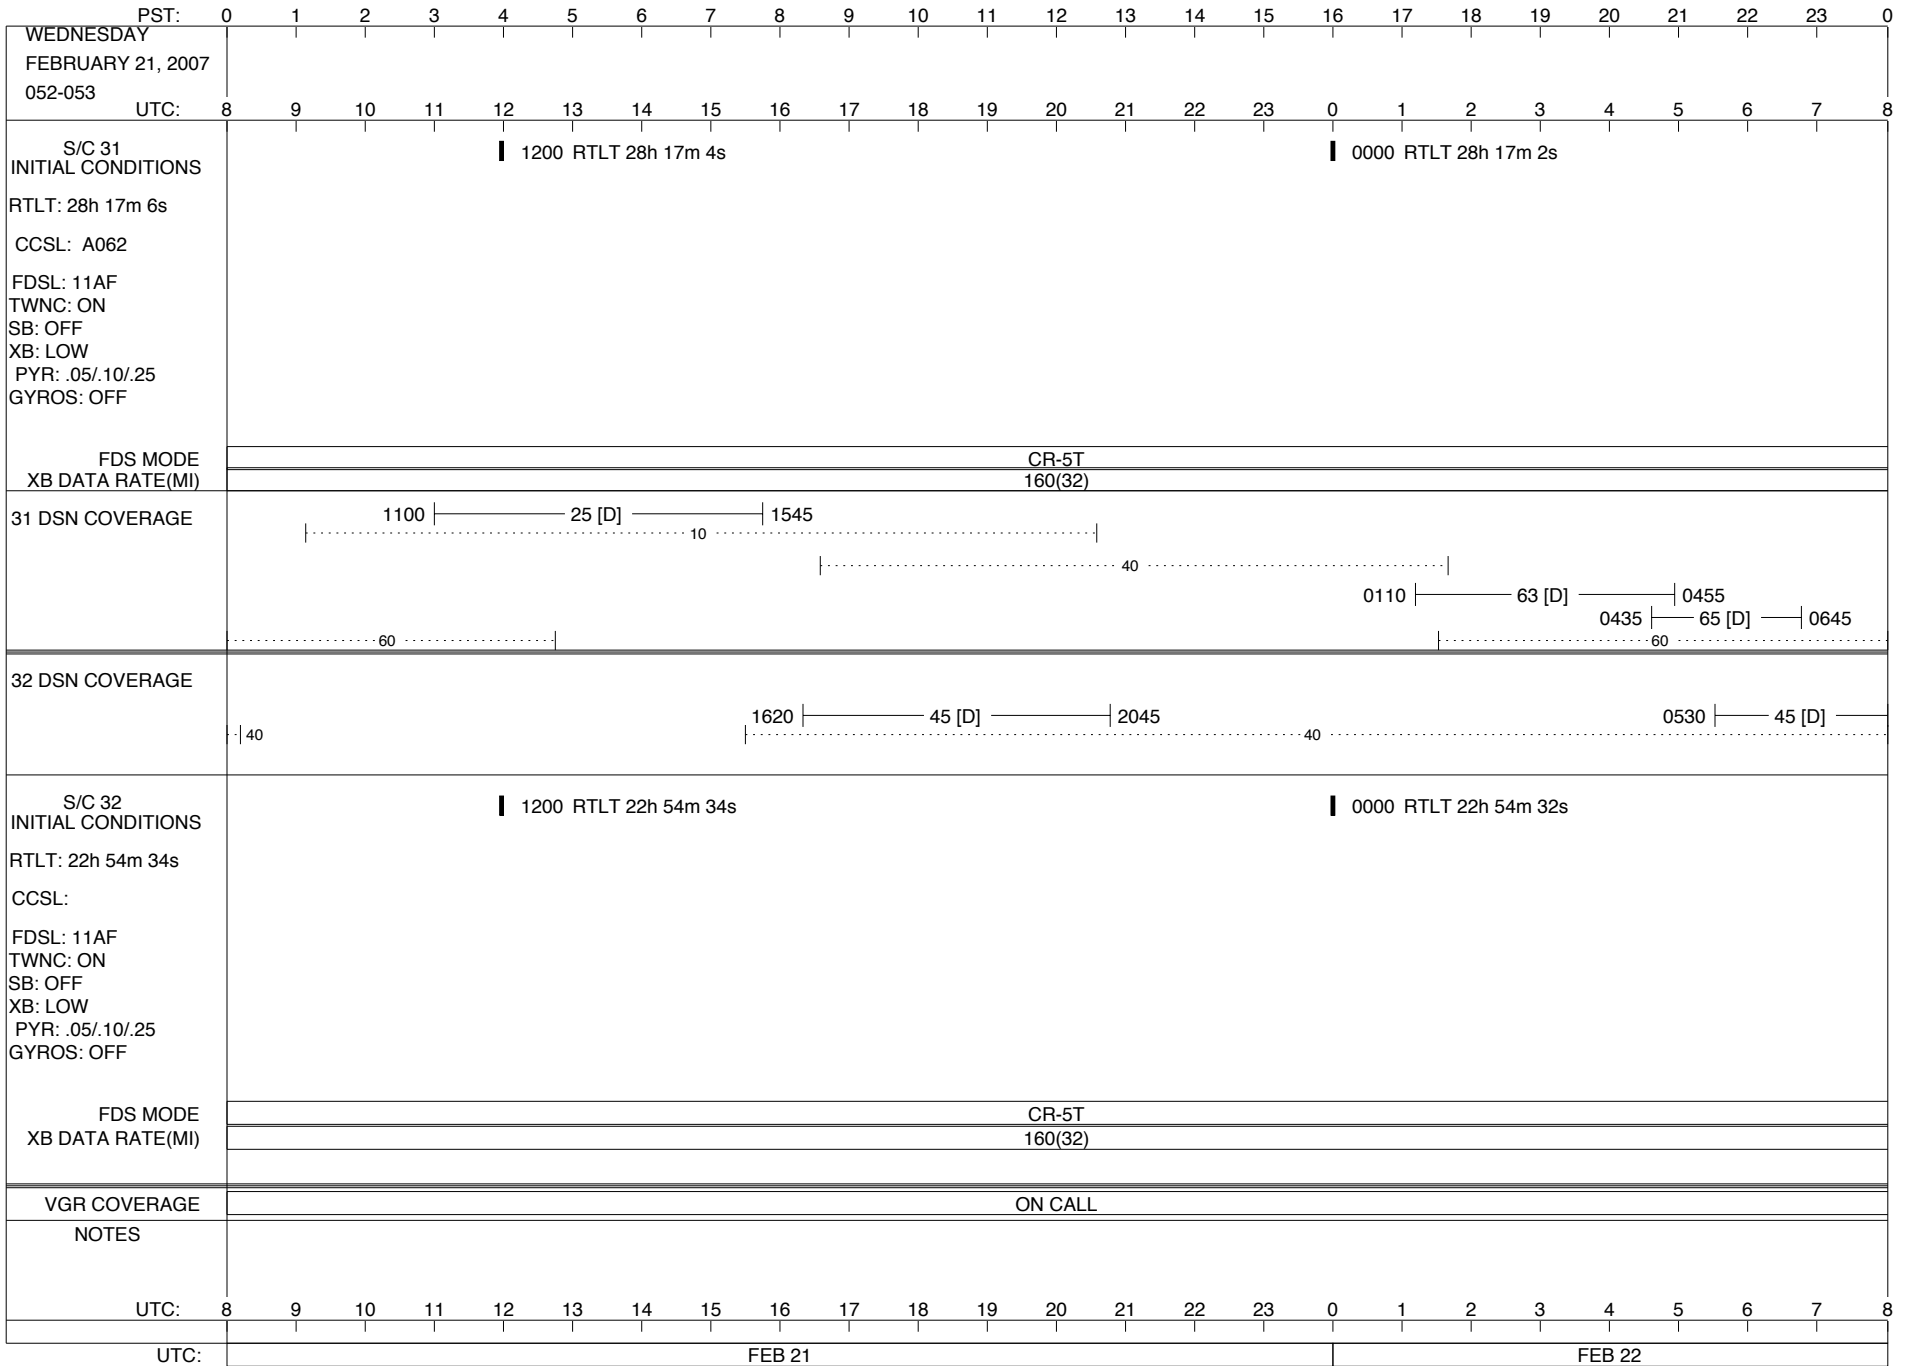 PST: 0 1 2 3 4 5 6 7 8 9 10 11 12 13 14 15 16 17 18 19 20 21 22 23 0
WEDNESDAY
FEBRUARY 21, 2007
052-053
UTC: 8 9 10 11 12 13 14 15 16 17 18 19 20 21 22 23 0 1 2 3 4 5 6 7 8
S/C 31
INITIAL CONDITIONS
1200 RTLT 28h 17m 4s
0000 RTLT 28h 17m 2s
RTLT: 28h 17m 6s
CCSL: A062
FDSL: 11AF
TWNC: ON
SB: OFF
XB: LOW
PYR: .05/.10/.25
GYROS: OFF
FDS MODE CR-5T
XB DATA RATE(MI) 160(32)
31 DSN COVERAGE
1100 25 [D] 1545
10
40
0110 63 [D] 0455
0435 65 [D] 0645
60 60
32 DSN COVERAGE
1620 45 [D] 2045 0530 45 [D]
40 40
S/C 32
INITIAL CONDITIONS
1200 RTLT 22h 54m 34s
0000 RTLT 22h 54m 32s
RTLT: 22h 54m 34s
CCSL:
FDSL: 11AF
TWNC: ON
SB: OFF
XB: LOW
PYR: .05/.10/.25
GYROS: OFF
FDS MODE CR-5T
XB DATA RATE(MI) 160(32)
VGR COVERAGE ON CALL
NOTES
UTC: 8 9 10 11 12 13 14 15 16 17 18 19 20 21 22 23 0 1 2 3 4 5 6 7 8
UTC: FEB 21 FEB 22